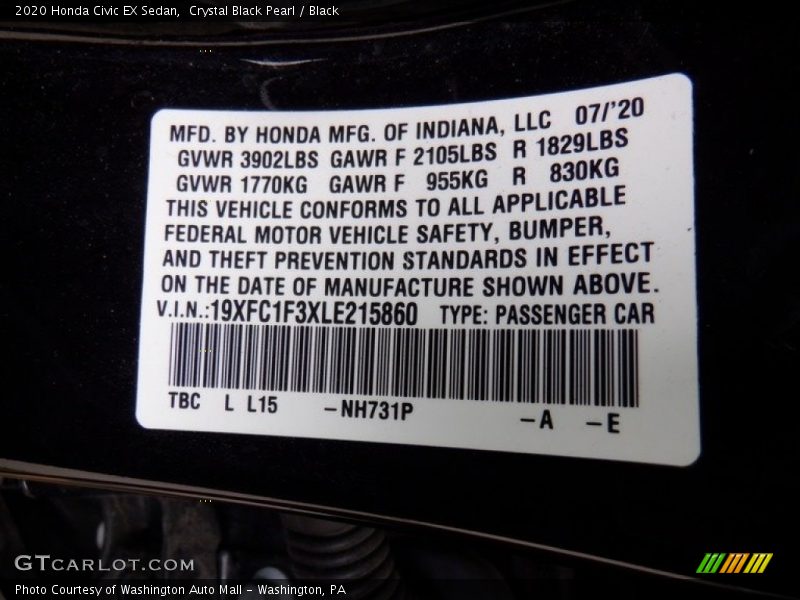 2020 Honda Civic EX Sedan,  Crystal Black Pearl / Black
MFD. BY HONDA MFG. OF INDIANA, LLC 07/'20
GVWR 3902LBS GAWR F 2105LBS R 1829LBS
GVWR 1770KG GAWR F 955KG R 830KG
THIS VEHICLE CONFORMS TO ALL APPLICABLE
FEDERAL MOTOR VEHICLE SAFETY, BUMPER,
AND THEFT PREVENTION STANDARDS IN EFFECT
ON THE DATE OF MANUFACTURE SHOWN ABOVE.
V.I.N.:19XFC1F3XLE215860 TYPE: PASSENGER CAR
TBC L L15 –NH731P –A –E
GTCARLOT.COM
Photo Courtesy of Washington Auto Mall – Washington, PA